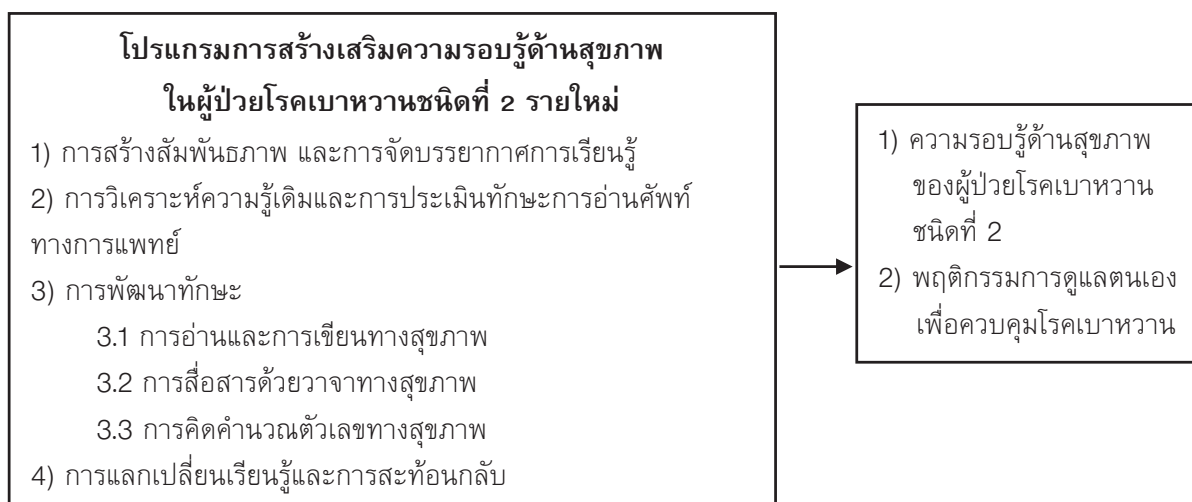 โปรแกรมการสร้างเสริมความรอบรู้ด้านสุขภาพ
ในผู้ป่วยโรคเบาหวานชนิดที่ 2 รายใหม่
1) การสร้างสัมพันธภาพ และการจัดบรรยากาศการเรียนรู้
2) การวิเคราะห์ความรู้เดิมและการประเมินทักษะการอ่านศัพท์
ทางการแพทย์
3) การพัฒนาทักษะ
3.1 การอ่านและการเขียนทางสุขภาพ
3.2 การสื่อสารด้วยวาจาทางสุขภาพ
3.3 การคิดคำนวณตัวเลขทางสุขภาพ
4) การแลกเปลี่ยนเรียนรู้และการสะท้อนกลับ
1) ความรอบรู้ด้านสุขภาพ
ของผู้ป่วยโรคเบาหวาน
ชนิดที่ 2
2) พฤติกรรมการดูแลตนเอง
เพื่อควบคุมโรคเบาหวาน